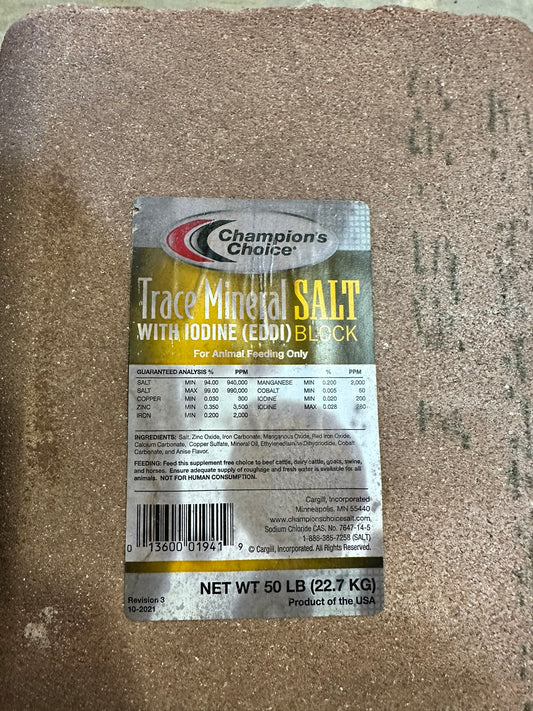 Champion's
Choice®
Trace Mineral SALT
WITH IODINE (EDDI) BLOCK
For Animal Feeding Only
GUARANTEED ANALYSIS % PPM % PPM
SALT MIN 94.00 940,000 MANGANESE MIN 0.200 2,000
SALT MAX 99.00 990,000 COBALT MIN 0.005 50
COPPER MIN 0.030 300 IODINE MIN 0.020 200
ZINC MIN 0.350 3,500 IODINE MAX 0.028 280
IRON MIN 0.200 2,000
INGREDIENTS: Salt, Zinc Oxide, Iron Carbonate, Manganous Oxide, Red Iron Oxide,
Calcium Carbonate, Copper Sulfate, Mineral Oil, Ethylenediamine Dihydroiodide, Cobalt
Carbonate, and Anise Flavor.
FEEDING: Feed this supplement free choice to beef cattle, dairy cattle, goats, swine,
and horses. Ensure adequate supply of roughage and fresh water is available for all
animals. NOT FOR HUMAN CONSUMPTION.
Cargill, Incorporated
Minneapolis, MN 55440
www.championschoicesalt.com
Sodium Chloride CAS. No. 7647-14-5
1-888-385-7258 (SALT)
© Cargill, Incorporated. All Rights Reserved.
0 13600 01941 9
NET WT 50 LB (22.7 KG)
Product of the USA
Revision 3
10-2021